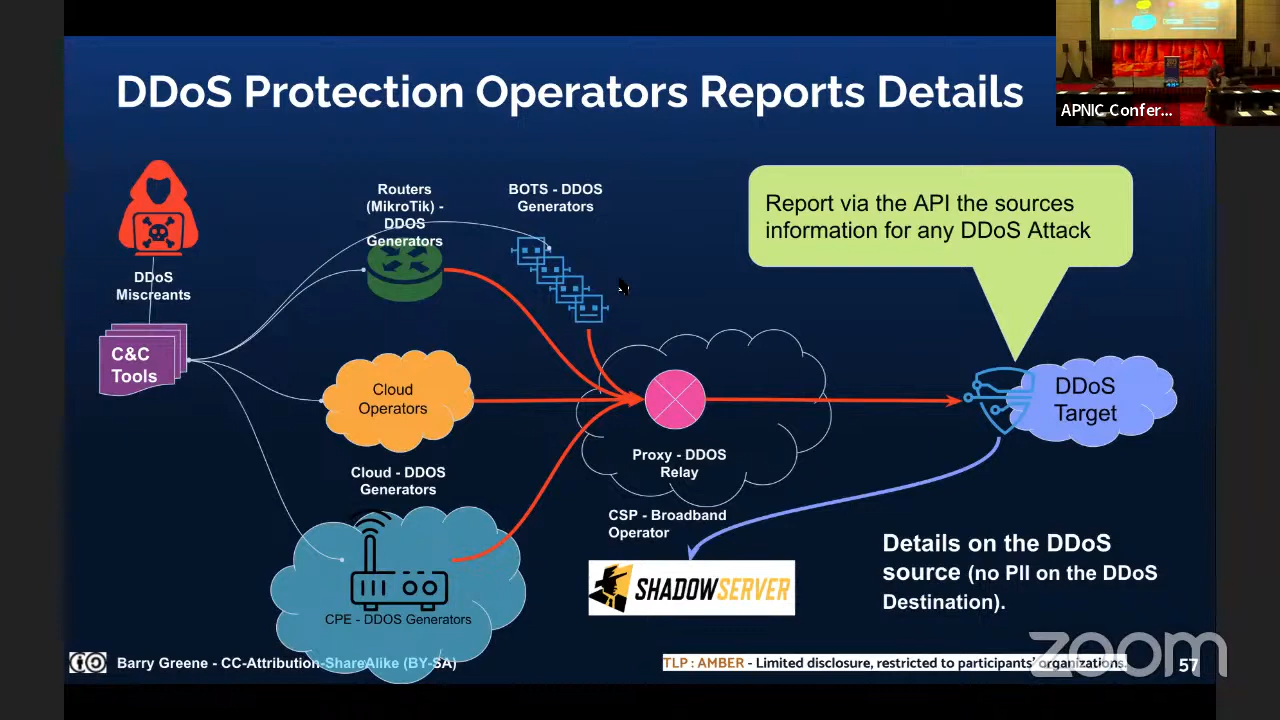 DDoS Protection Operators Reports Details
APNIC Confer...
Routers
(MikroTik) -
DDOS
Generators
BOTS - DDOS
Generators
Report via the API the sources
information for any DDoS Attack
DDoS
Miscreants
C&C
Tools
Cloud
Operators
DDoS
Target
Cloud - DDOS
Generators
Proxy - DDOS
Relay
CSP - Broadband
Operator
SHADOWSERVER
Details on the DDoS
source (no PII on the DDoS
Destination).
CPE - DDOS Generators
Barry Greene - CC-Attribution-ShareAlike (BY-SA)
TLP : AMBER - Limited disclosure, restricted to participants' organizations.
57
zoom